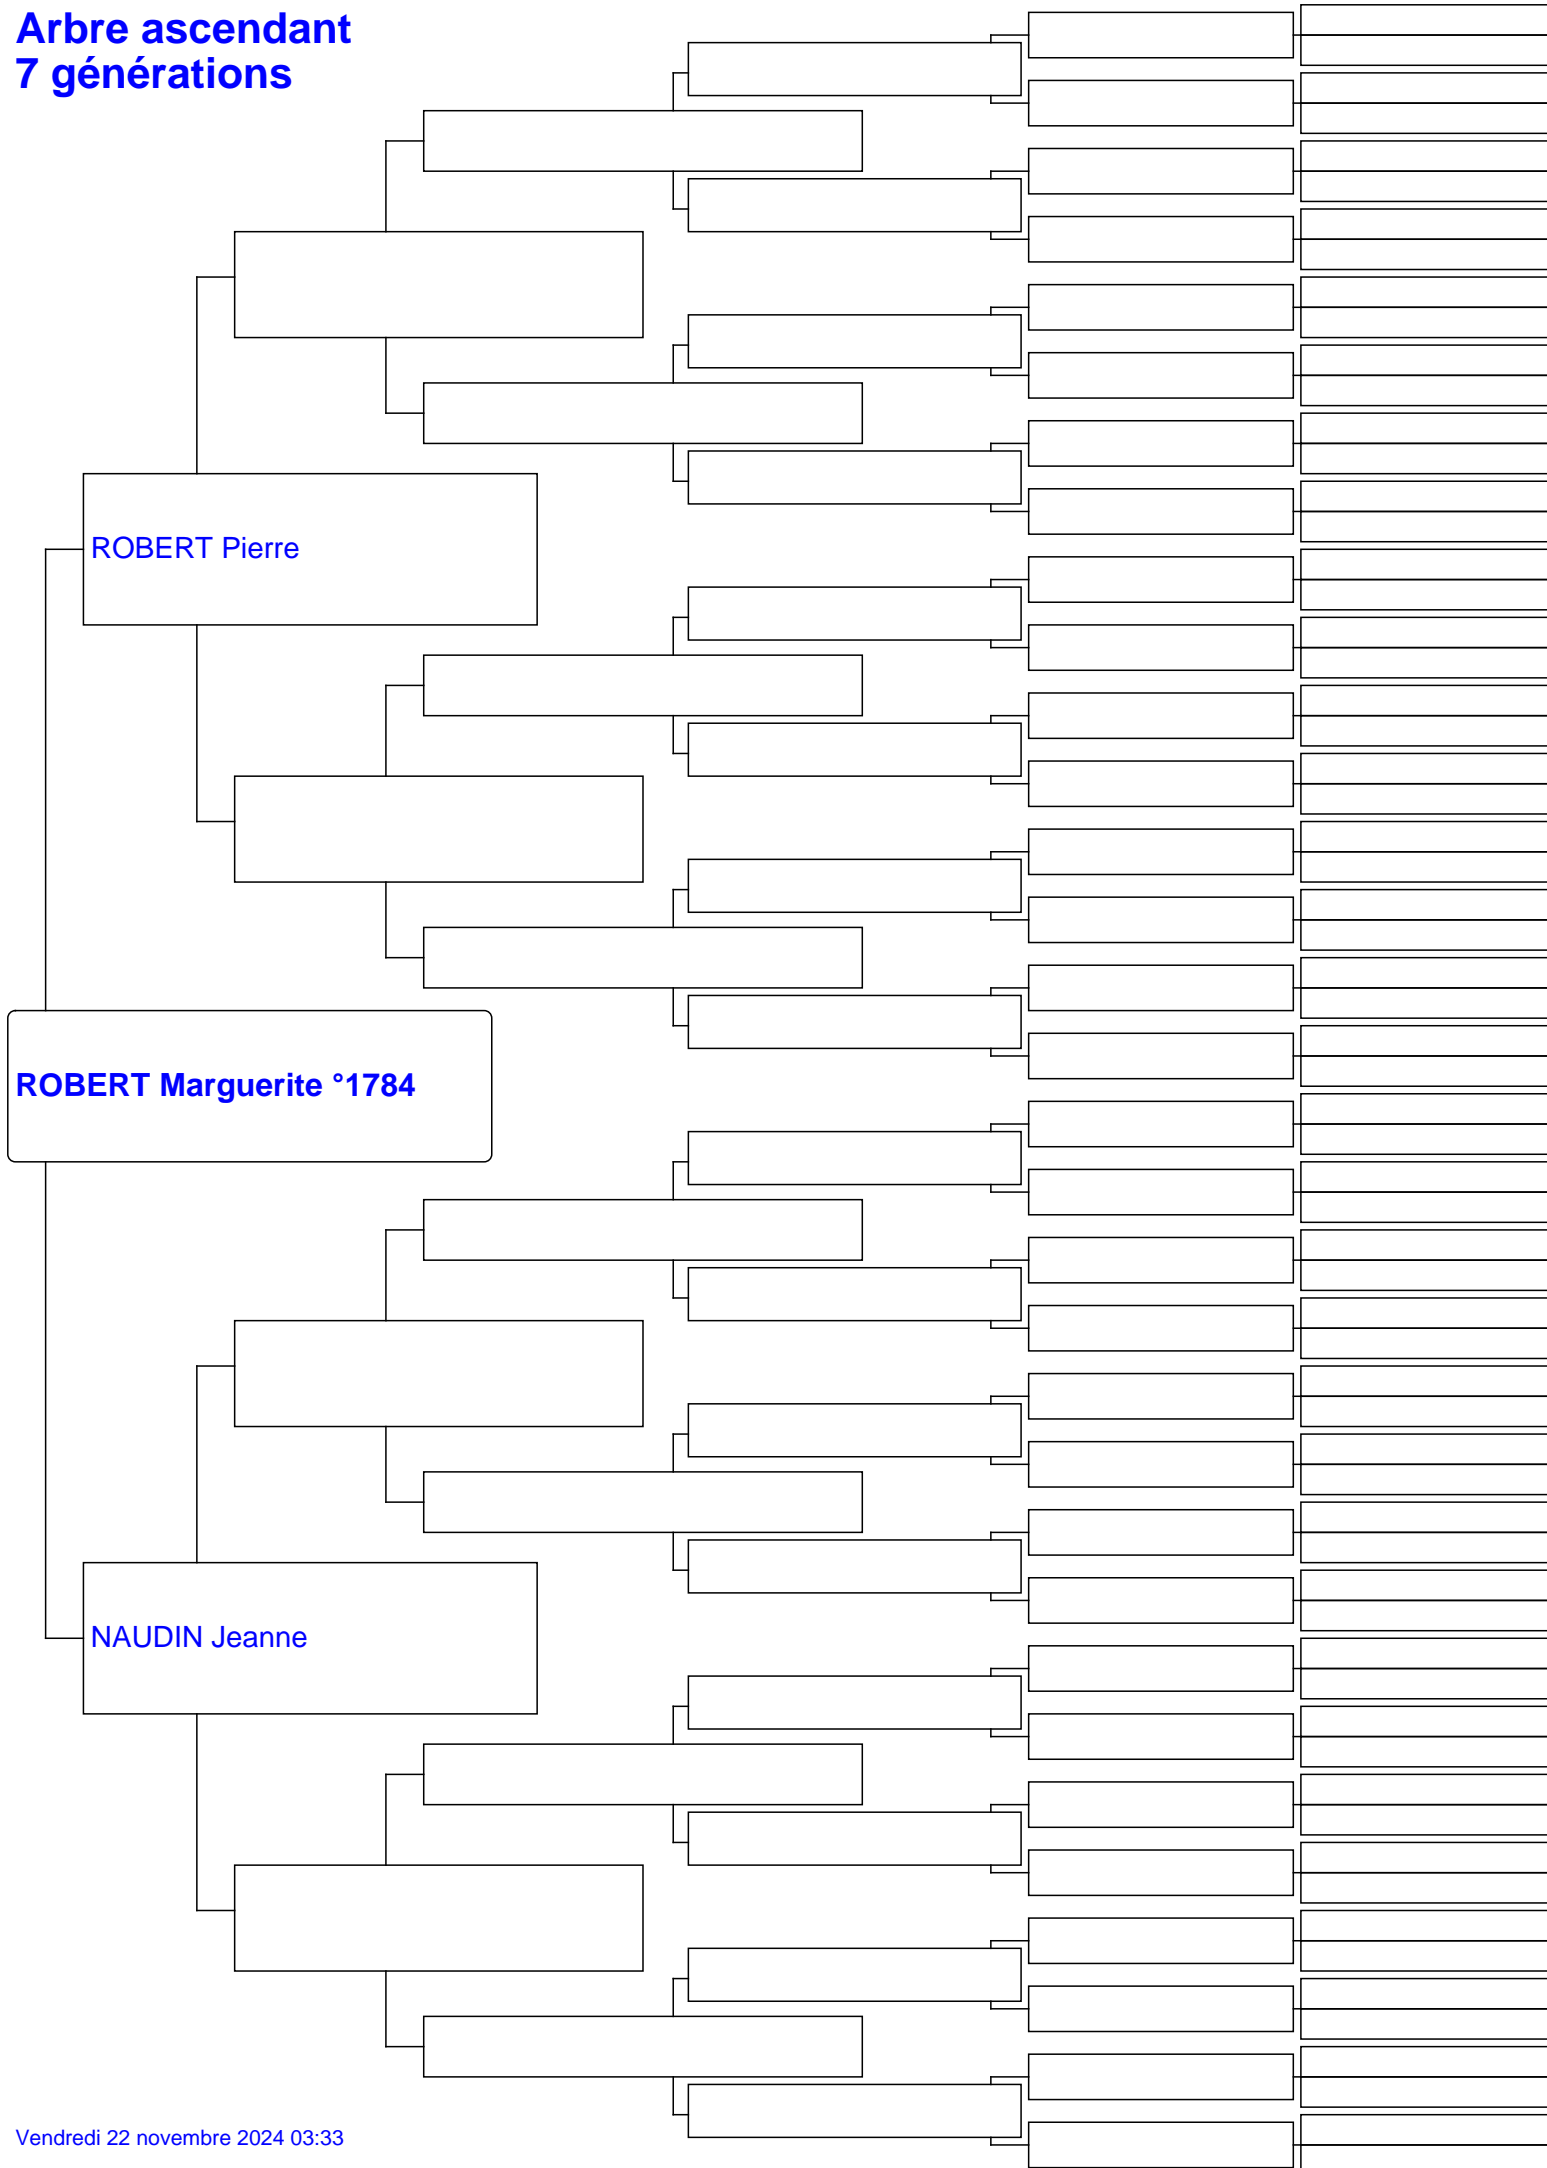 Arbre ascendant
7 générations
ROBERT Pierre
ROBERT Marguerite °1784
NAUDIN Jeanne
Vendredi 22 novembre 2024 03:33